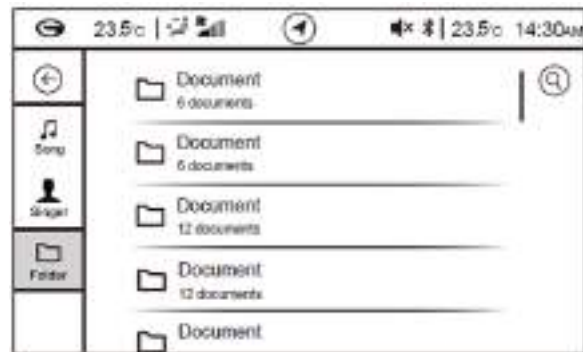 23.5c
23.5c 14:30AM
Document
6 documents
Song
Document
6 documents
Singer
Document
12 documents
Folder
Document
12 documents
Document